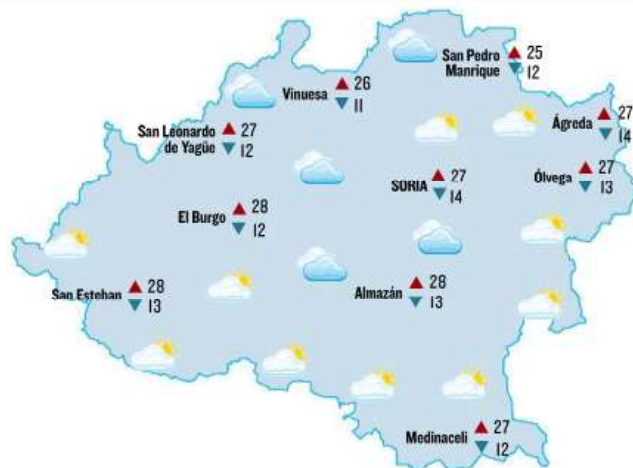 San Pedro
Manrique
▲ 25
▼ 12
Vinuesa
▲ 26
▼ 11
San Leonardo
de Yagüe
▲ 27
▼ 12
Ágreda
▲ 27
▼ 14
SORIA
▲ 27
▼ 14
Ólvega
▲ 27
▼ 13
El Burgo
▲ 28
▼ 12
San Esteban
▲ 28
▼ 13
Almazán
▲ 28
▼ 13
Medinaceli
▲ 27
▼ 12